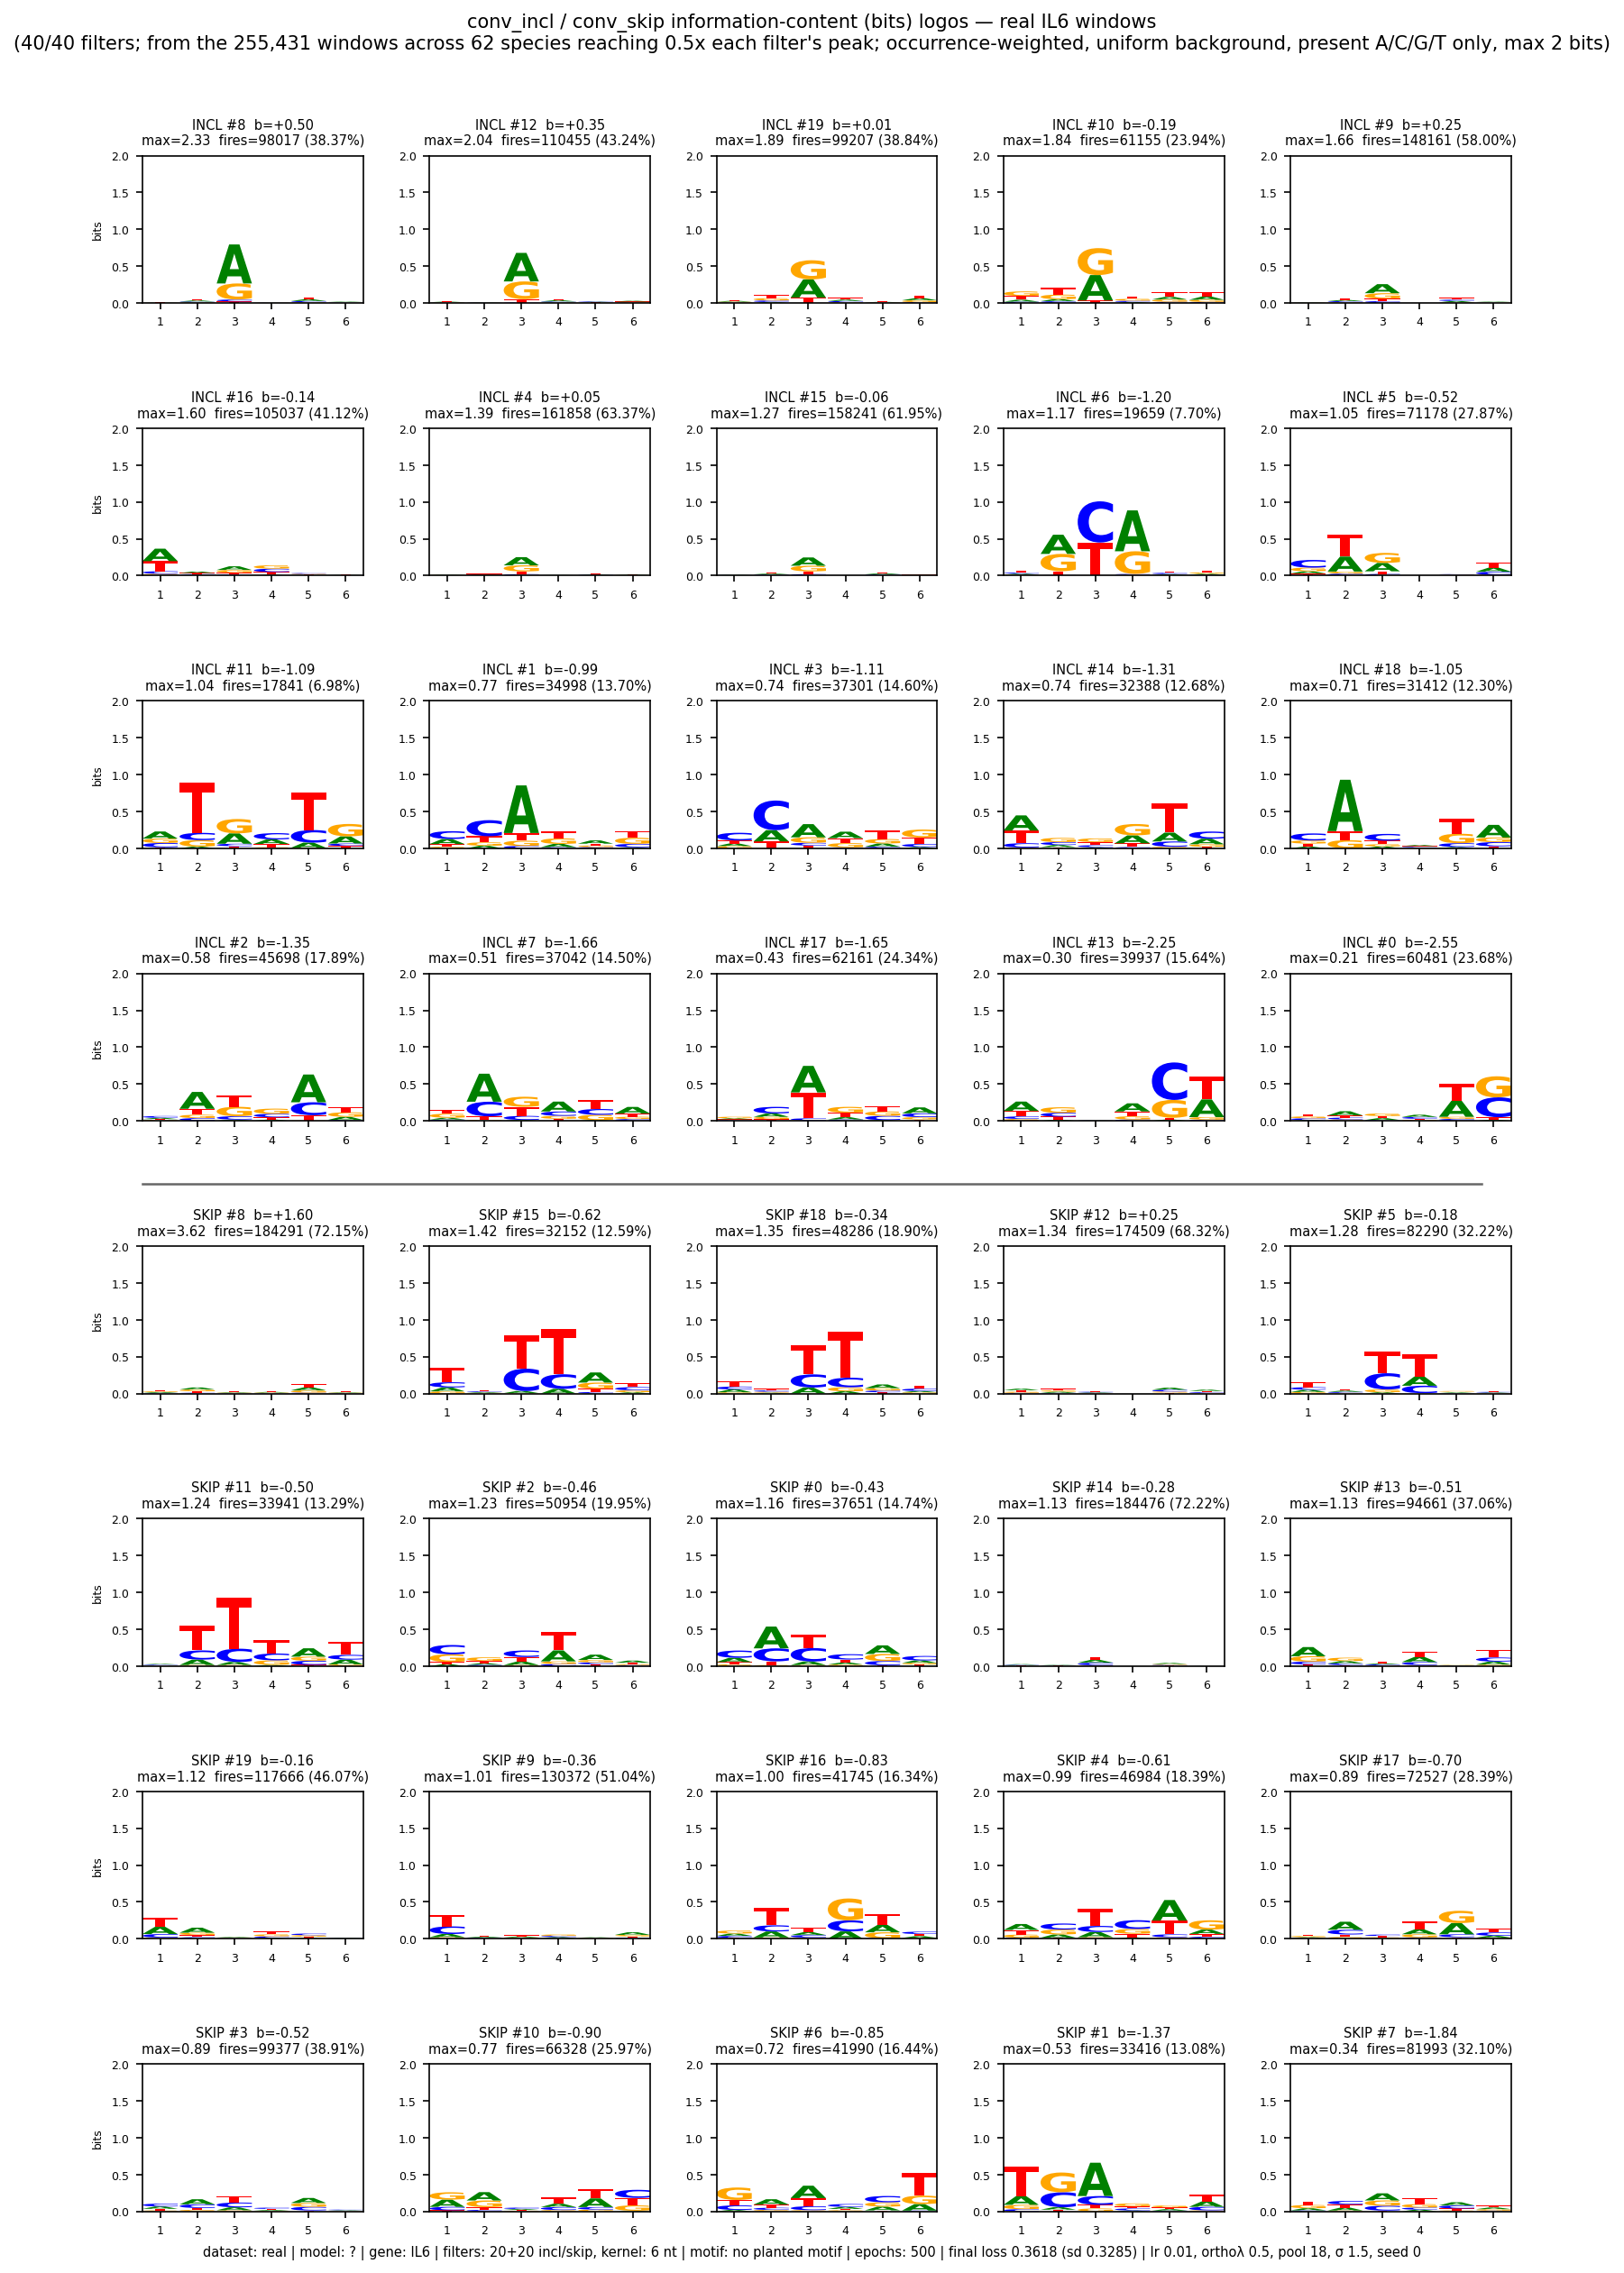 conv_incl / conv_skip information-content (bits) logos — real IL6 windows
(40/40 filters; from the 255,431 windows across 62 species reaching 0.5x each filter's peak; occurrence-weighted, uniform background, present A/C/G/T only, max 2 bits)
INCL #8 b=+0.50
max=2.33 fires=98017 (38.37%)
INCL #12 b=+0.35
max=2.04 fires=110455 (43.24%)
INCL #19 b=+0.01
max=1.89 fires=99207 (38.84%)
INCL #10 b=-0.19
max=1.84 fires=61155 (23.94%)
INCL #9 b=+0.25
max=1.66 fires=148161 (58.00%)
INCL #16 b=-0.14
max=1.60 fires=105037 (41.12%)
INCL #4 b=+0.05
max=1.39 fires=161858 (63.37%)
INCL #15 b=-0.06
max=1.27 fires=158241 (61.95%)
INCL #6 b=-1.20
max=1.17 fires=19659 (7.70%)
INCL #5 b=-0.52
max=1.05 fires=71178 (27.87%)
INCL #11 b=-1.09
max=1.04 fires=17841 (6.98%)
INCL #1 b=-0.99
max=0.77 fires=34998 (13.70%)
INCL #3 b=-1.11
max=0.74 fires=37301 (14.60%)
INCL #14 b=-1.31
max=0.74 fires=32388 (12.68%)
INCL #18 b=-1.05
max=0.71 fires=31412 (12.30%)
INCL #2 b=-1.35
max=0.58 fires=45698 (17.89%)
INCL #7 b=-1.66
max=0.51 fires=37042 (14.50%)
INCL #17 b=-1.65
max=0.43 fires=62161 (24.34%)
INCL #13 b=-2.25
max=0.30 fires=39937 (15.64%)
INCL #0 b=-2.55
max=0.21 fires=60481 (23.68%)
SKIP #8 b=+1.60
max=3.62 fires=184291 (72.15%)
SKIP #15 b=-0.62
max=1.42 fires=32152 (12.59%)
SKIP #18 b=-0.34
max=1.35 fires=48286 (18.90%)
SKIP #12 b=+0.25
max=1.34 fires=174509 (68.32%)
SKIP #5 b=-0.18
max=1.28 fires=82290 (32.22%)
SKIP #11 b=-0.50
max=1.24 fires=33941 (13.29%)
SKIP #2 b=-0.46
max=1.23 fires=50954 (19.95%)
SKIP #0 b=-0.43
max=1.16 fires=37651 (14.74%)
SKIP #14 b=-0.28
max=1.13 fires=184476 (72.22%)
SKIP #13 b=-0.51
max=1.13 fires=94661 (37.06%)
SKIP #19 b=-0.16
max=1.12 fires=117666 (46.07%)
SKIP #9 b=-0.36
max=1.01 fires=130372 (51.04%)
SKIP #16 b=-0.83
max=1.00 fires=41745 (16.34%)
SKIP #4 b=-0.61
max=0.99 fires=46984 (18.39%)
SKIP #17 b=-0.70
max=0.89 fires=72527 (28.39%)
SKIP #3 b=-0.52
max=0.89 fires=99377 (38.91%)
SKIP #10 b=-0.90
max=0.77 fires=66328 (25.97%)
SKIP #6 b=-0.85
max=0.72 fires=41990 (16.44%)
SKIP #1 b=-1.37
max=0.53 fires=33416 (13.08%)
SKIP #7 b=-1.84
max=0.34 fires=81993 (32.10%)
dataset: real | model: ? | gene: IL6 | filters: 20+20 incl/skip, kernel: 6 nt | motif: no planted motif | epochs: 500 | final loss 0.3618 (sd 0.3285) | lr 0.01, orthoλ 0.5, pool 18, σ 1.5, seed 0